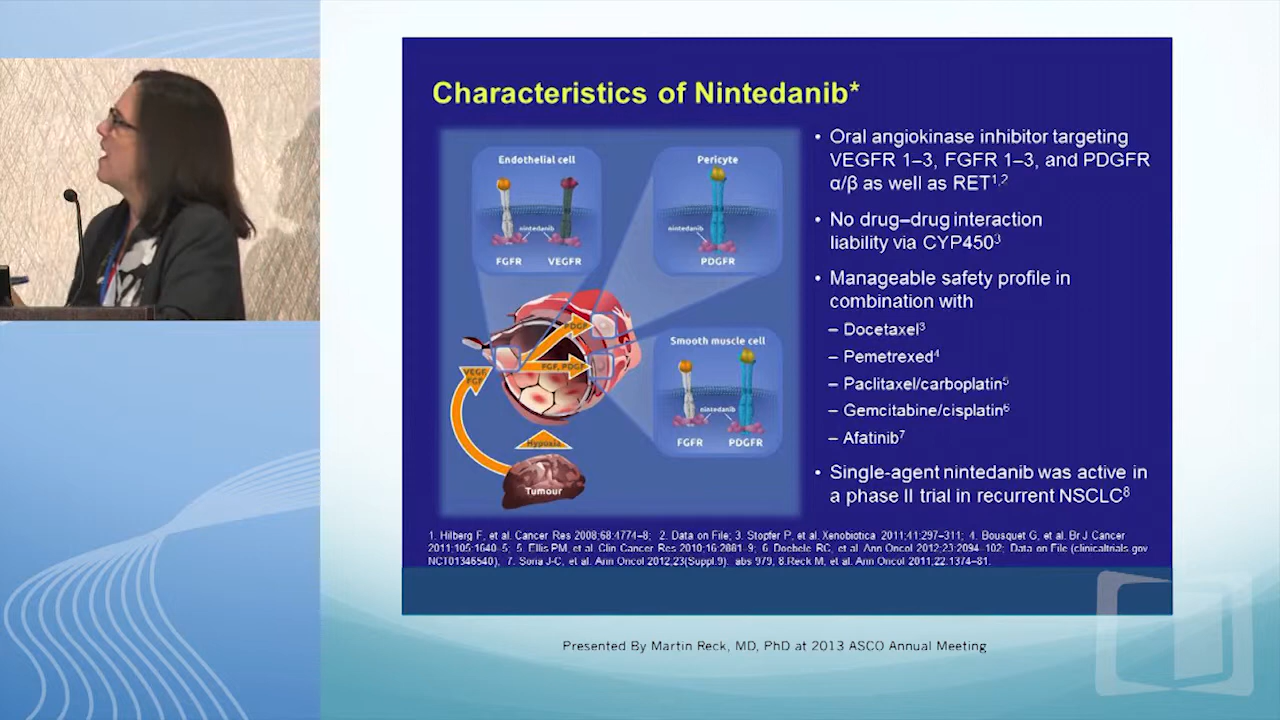 Characteristics of Nintedanib*
Endothelial cell
nintedanib
FGFR VEGFR
Pericyte
nintedanib
PDGFR
Smooth muscle cell
nintedanib
FGFR PDGFR
PDGF
FGF, PDGF
VEGF,
FGF
Hypoxia
Tumour
• Oral angiokinase inhibitor targeting
VEGFR 1–3, FGFR 1–3, and PDGFR
α/β as well as RET1,2
• No drug–drug interaction
liability via CYP4503
• Manageable safety profile in
combination with
– Docetaxel3
– Pemetrexed4
– Paclitaxel/carboplatin5
– Gemcitabine/cisplatin6
– Afatinib7
• Single-agent nintedanib was active in
a phase II trial in recurrent NSCLC8
1. Hilberg F, et al. Cancer Res 2008;68:4774–8; 2. Data on File; 3. Stopfer P, et al. Xenobiotica 2011;41:297–311; 4. Bousquet G, et al. Br J Cancer
2011;105:1640–5; 5. Ellis PM, et al. Clin Cancer Res 2010;16:2881–9; 6. Doebele RC, et al. Ann Oncol 2012;23:2094–102; Data on File (clinicaltrials.gov
NCT01346540), 7. Soria J-C, et al. Ann Oncol 2012;23(Suppl.9). abs 979; 8.Reck M, et al. Ann Oncol 2011;22:1374–81.
Presented By Martin Reck, MD, PhD at 2013 ASCO Annual Meeting